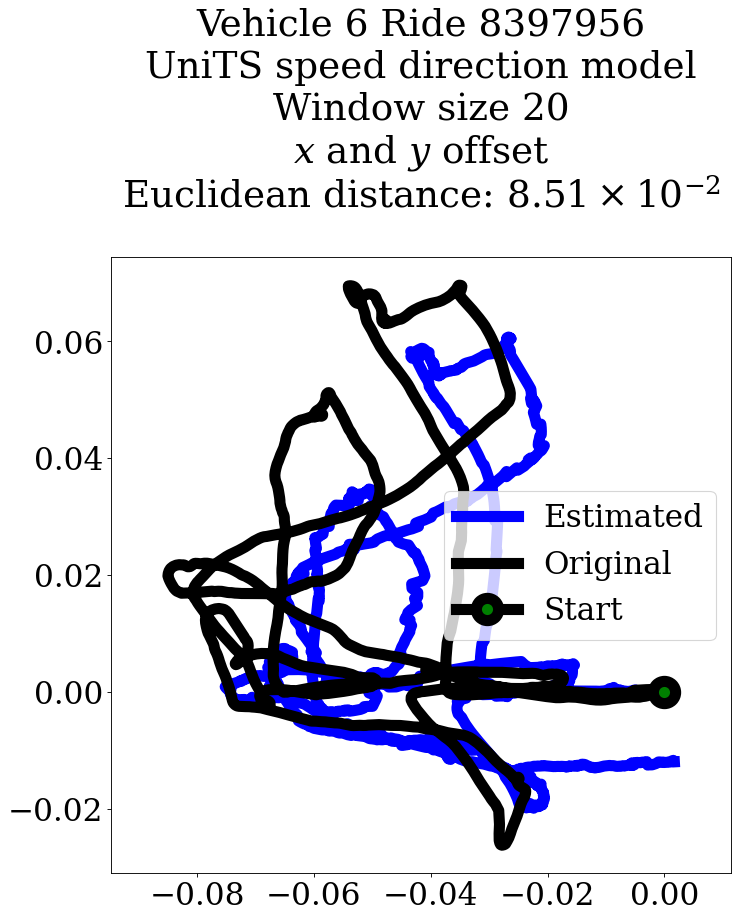 Vehicle 6 Ride 8397956
UniTS speed direction model
Window size 20
x and y offset
Euclidean distance: 8.51 × 10⁻²
0.06
0.04
0.02
0.00
−0.02
Estimated
Original
Start
−0.08 −0.06 −0.04 −0.02 0.00